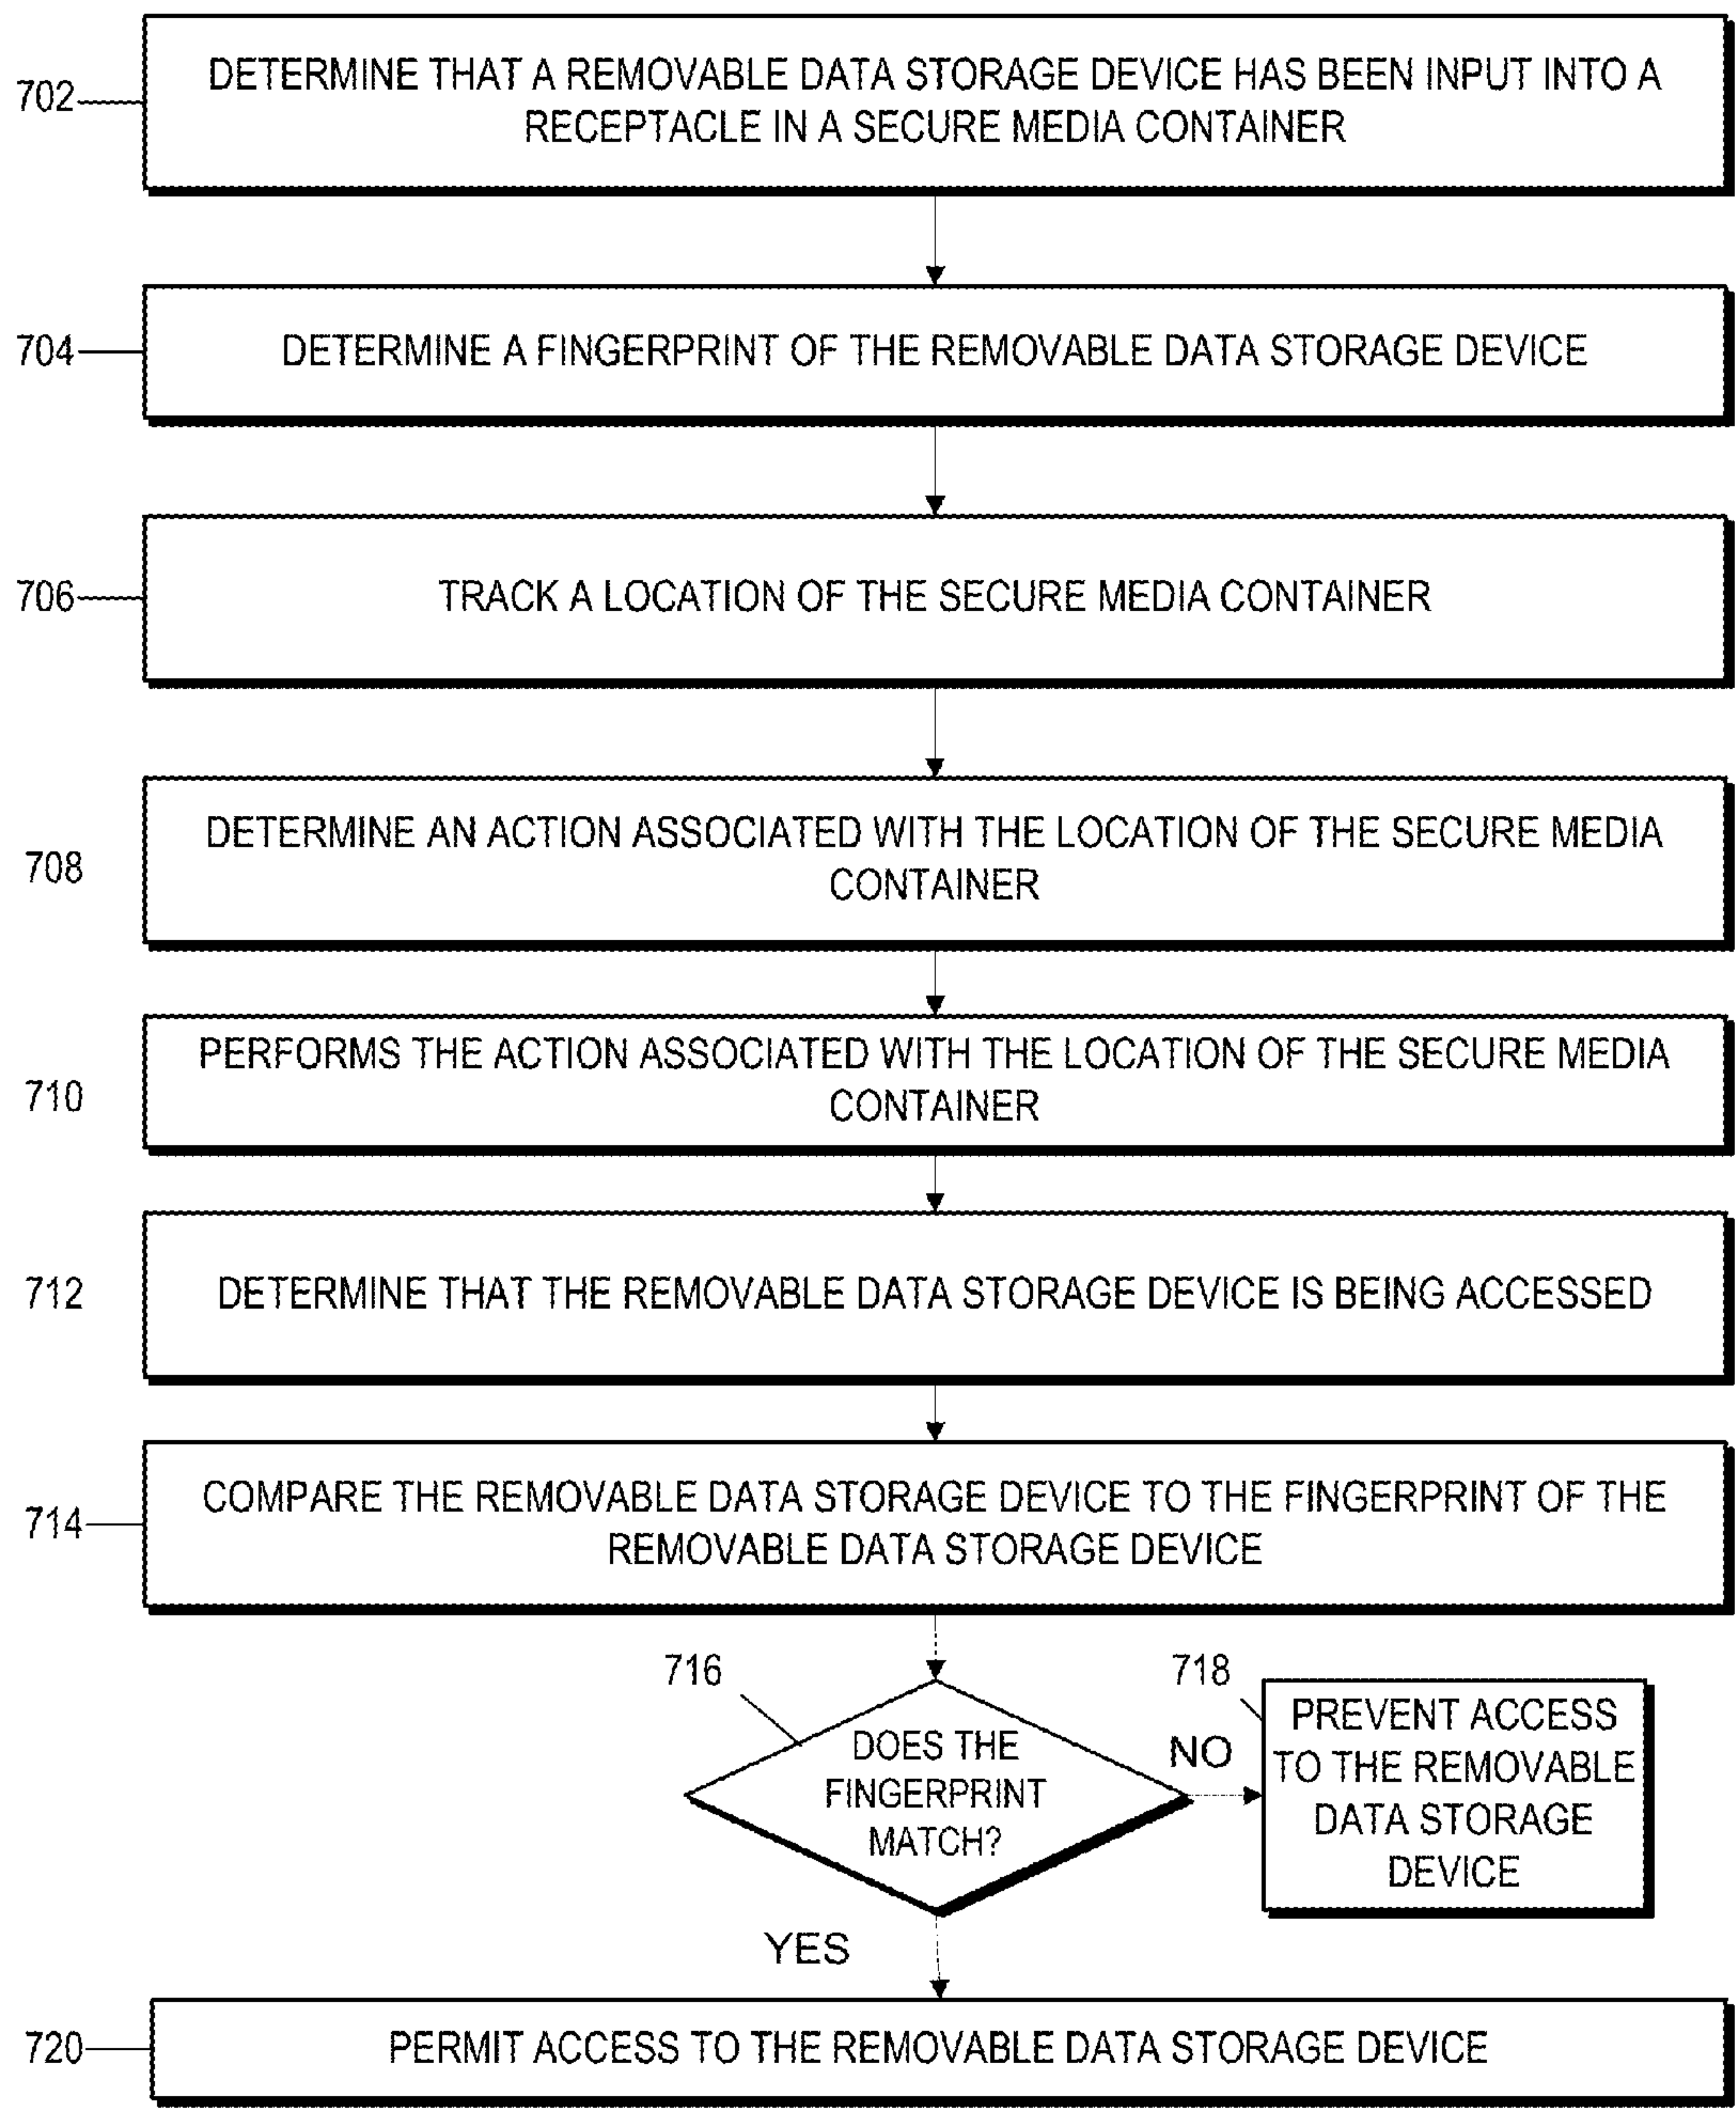 702
DETERMINE THAT A REMOVABLE DATA STORAGE DEVICE HAS BEEN INPUT INTO A
RECEPTACLE IN A SECURE MEDIA CONTAINER
704
DETERMINE A FINGERPRINT OF THE REMOVABLE DATA STORAGE DEVICE
706
TRACK A LOCATION OF THE SECURE MEDIA CONTAINER
708
DETERMINE AN ACTION ASSOCIATED WITH THE LOCATION OF THE SECURE MEDIA
CONTAINER
710
PERFORMS THE ACTION ASSOCIATED WITH THE LOCATION OF THE SECURE MEDIA
CONTAINER
712
DETERMINE THAT THE REMOVABLE DATA STORAGE DEVICE IS BEING ACCESSED
714
COMPARE THE REMOVABLE DATA STORAGE DEVICE TO THE FINGERPRINT OF THE
REMOVABLE DATA STORAGE DEVICE
716
DOES THE
FINGERPRINT
MATCH?
NO
718
PREVENT ACCESS
TO THE REMOVABLE
DATA STORAGE
DEVICE
YES
720
PERMIT ACCESS TO THE REMOVABLE DATA STORAGE DEVICE